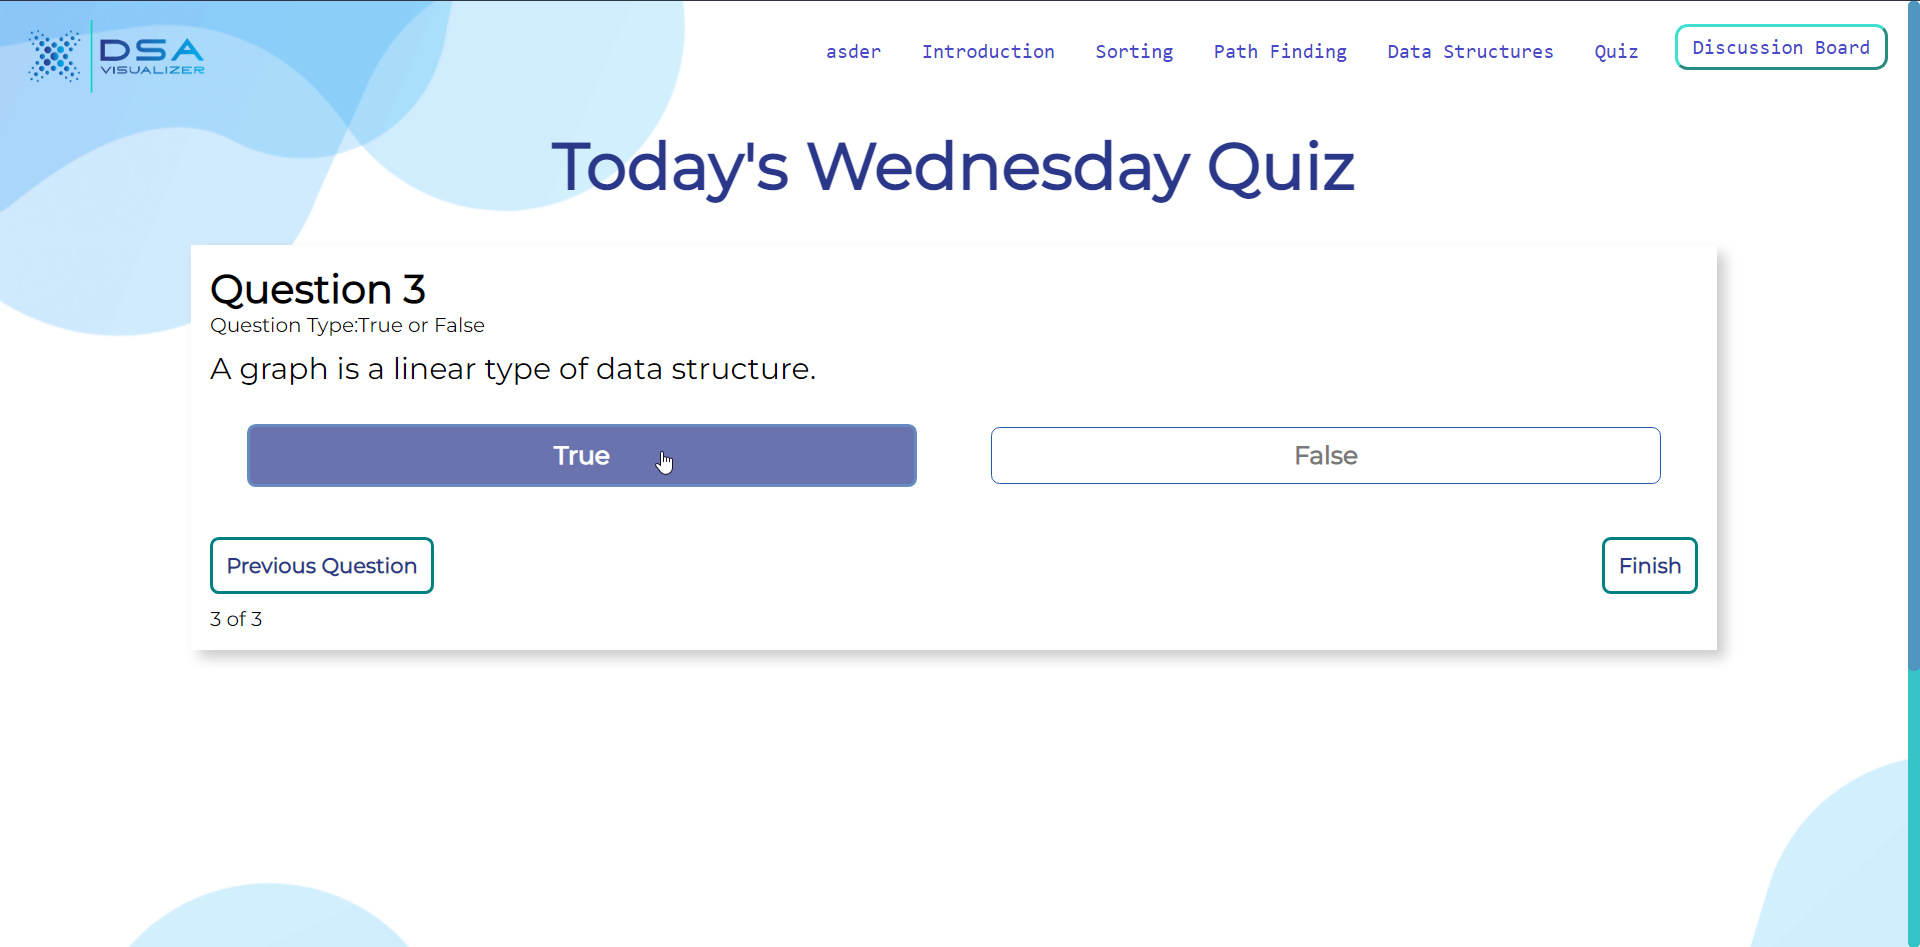 DSA
VISUALIZER
asder Introduction Sorting Path Finding Data Structures Quiz Discussion Board
Today's Wednesday Quiz
Question 3
Question Type:True or False
A graph is a linear type of data structure.
True False
Previous Question Finish
3 of 3